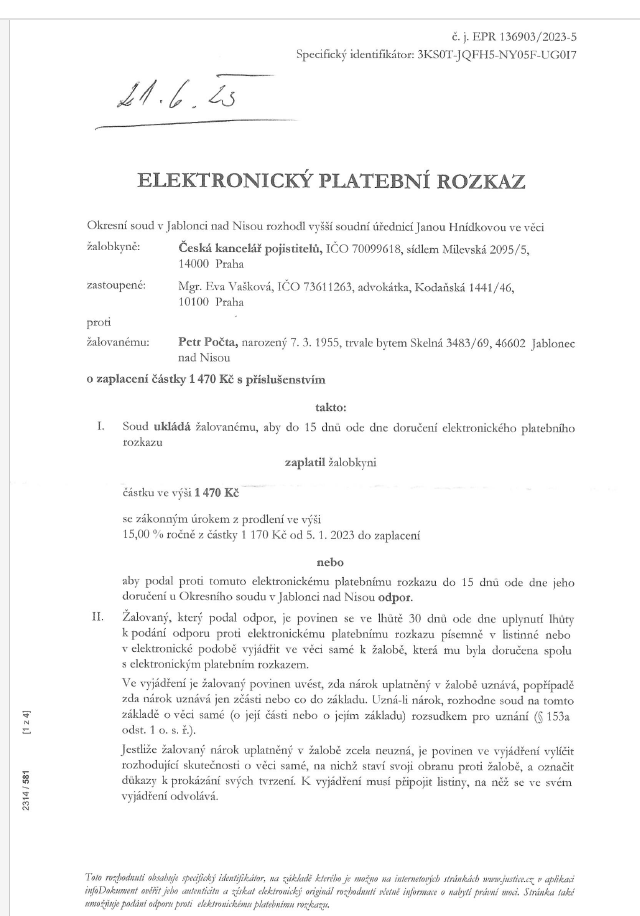 č. j. EPR 136903/2023-5
Specifický identifikátor: 3KS0T-JQFH5-NY05F-UG0I7
21. 6. 23
ELEKTRONICKÝ PLATEBNÍ ROZKAZ
Okresní soud v Jablonci nad Nisou rozhodl vyšší soudní úřednicí Janou Hnídkovou ve věci
žalobkyně: Česká kancelář pojistitelů, IČO 70099618, sídlem Milevská 2095/5,
14000 Praha
zastoupené: Mgr. Eva Vašková, IČO 73611263, advokátka, Kodaňská 1441/46,
10100 Praha
proti
žalovanému: Petr Počta, narozený 7. 3. 1955, trvale bytem Skelná 3483/69, 46602 Jablonec
nad Nisou
o zaplacení částky 1 470 Kč s příslušenstvím
takto:
I. Soud ukládá žalovanému, aby do 15 dnů ode dne doručení elektronického platebního
rozkazu
zaplatil žalobkyni
částku ve výši 1 470 Kč
se zákonným úrokem z prodlení ve výši
15,00 % ročně z částky 1 170 Kč od 5. 1. 2023 do zaplacení
nebo
aby podal proti tomuto elektronickému platebnímu rozkazu do 15 dnů ode dne jeho
doručení u Okresního soudu v Jablonci nad Nisou odpor.
II. Žalovaný, který podal odpor, je povinen se ve lhůtě 30 dnů ode dne uplynutí lhůty
k podání odporu proti elektronickému platebnímu rozkazu písemně v listinné nebo
v elektronické podobě vyjádřit ve věci samé k žalobě, která mu byla doručena spolu
s elektronickým platebním rozkazem.
Ve vyjádření je žalovaný povinen uvést, zda nárok uplatněný v žalobě uznává, popřípadě
zda nárok uznává jen zčásti nebo co do základu. Uzná-li nárok, rozhodne soud na tomto
základě o věci samé (o její části nebo o jejím základu) rozsudkem pro uznání (§ 153a
odst. 1 o. s. ř.).
Jestliže žalovaný nárok uplatněný v žalobě zcela neuzná, je povinen ve vyjádření vylíčit
rozhodující skutečnosti o věci samé, na nichž staví svoji obranu proti žalobě, a označit
důkazy k prokázání svých tvrzení. K vyjádření musí připojit listiny, na něž se ve svém
vyjádření odvolává.
2314 / 581 [1 z 4]
Toto rozhodnutí obsahuje specifický identifikátor, na základě kterého je možno na internetových stránkách www.justice.cz v aplikaci
infoDokument ověřit jeho autenticitu a získat elektronický originál rozhodnutí včetně informace o nabytí právní moci. Stránka také
umožňuje podání odporu proti elektronickému platebnímu rozkazu.